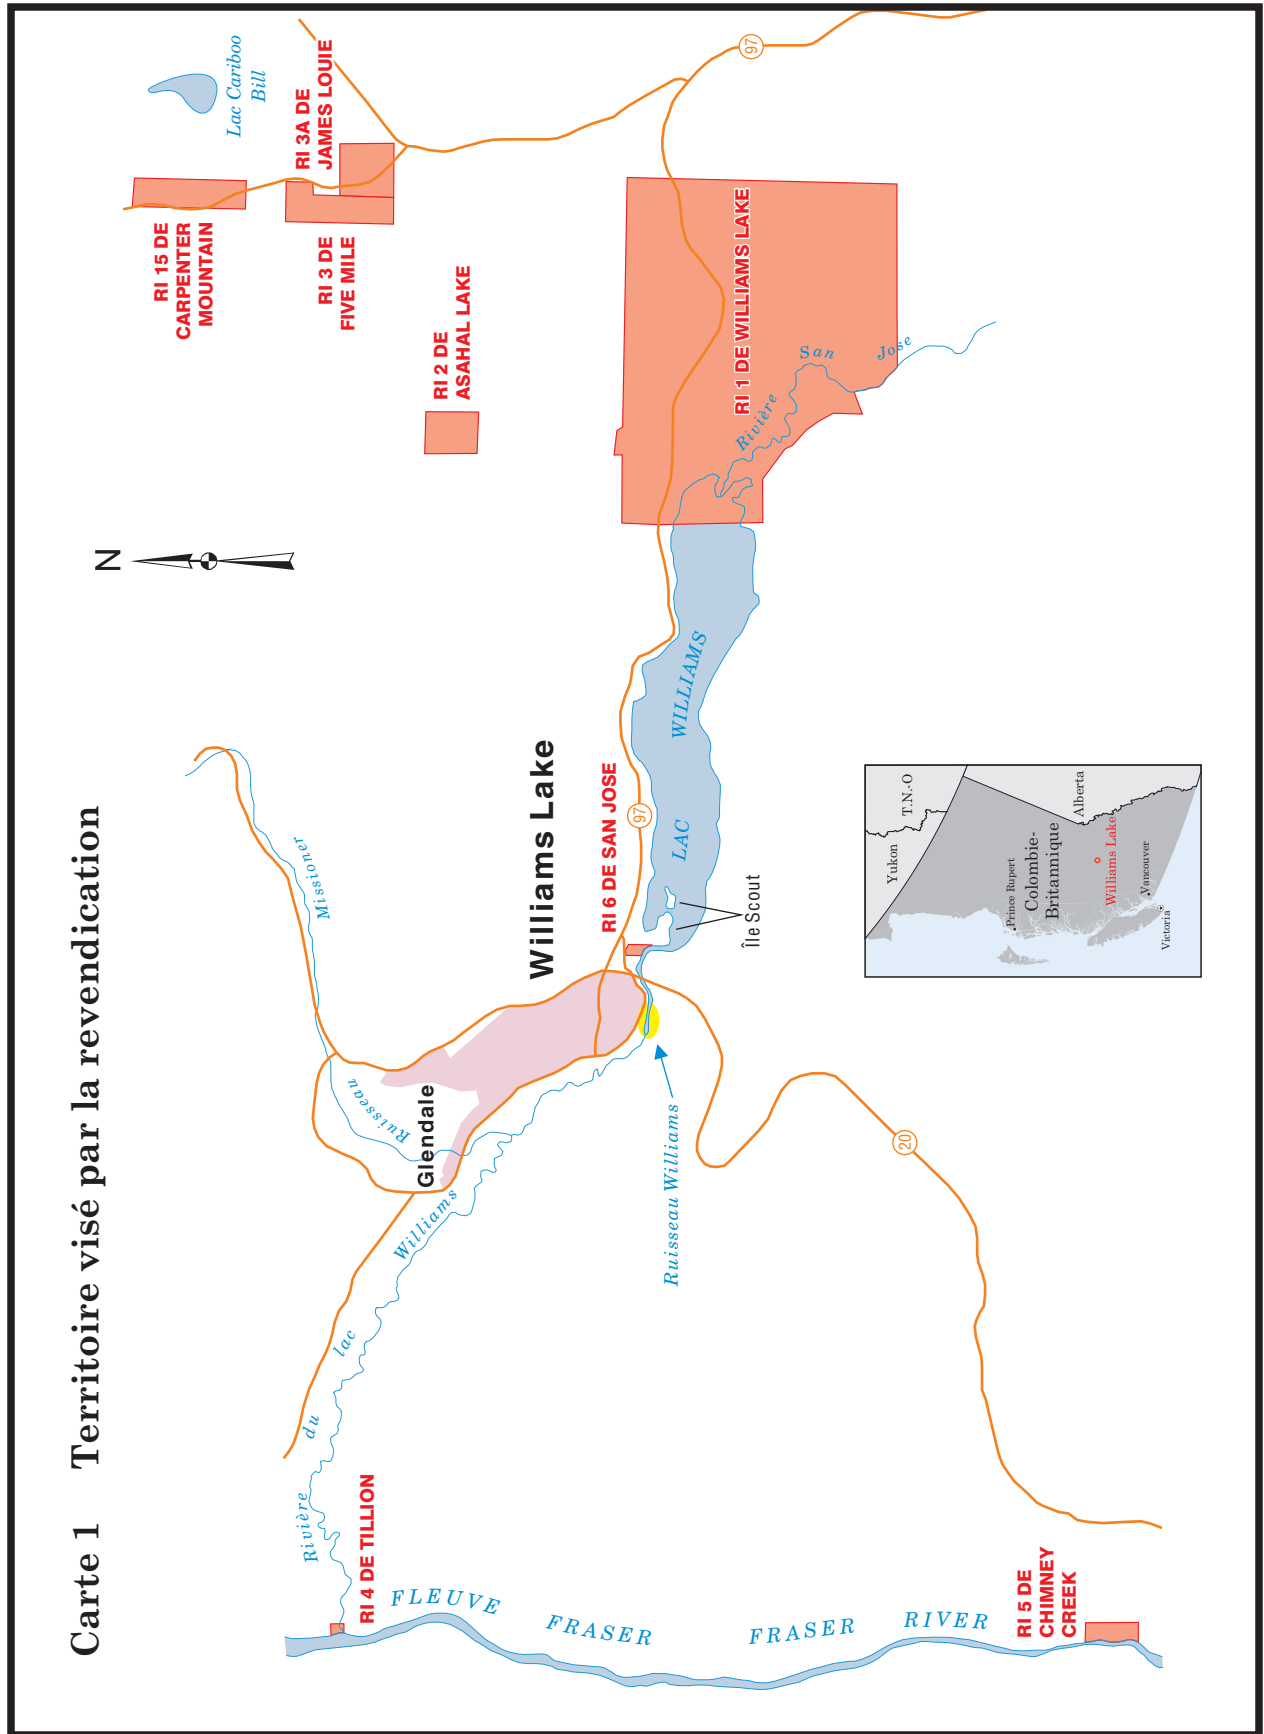 Carte 1 Territoire visé par la revendication
N
Lac Cariboo
Bill
RI 15 DE
CARPENTER
MOUNTAIN
RI 3A DE
JAMES LOUIE
RI 3 DE
FIVE MILE
RI 2 DE
ASAHAL LAKE
Ruisseau Missioner
Glendale
Williams Lake
Rivière du lac Williams
RI 4 DE TILLION
RI 6 DE SAN JOSE
97
97
RI 1 DE WILLIAMS LAKE
Rivière San Jose
LAC WILLIAMS
Île Scout
Ruisseau Williams
20
FLEUVE FRASER
FRASER RIVER
RI 5 DE
CHIMNEY
CREEK
Yukon
T.N.-O
Prince Rupert
Colombie-
Britannique
Alberta
Williams Lake
Vancouver
Victoria